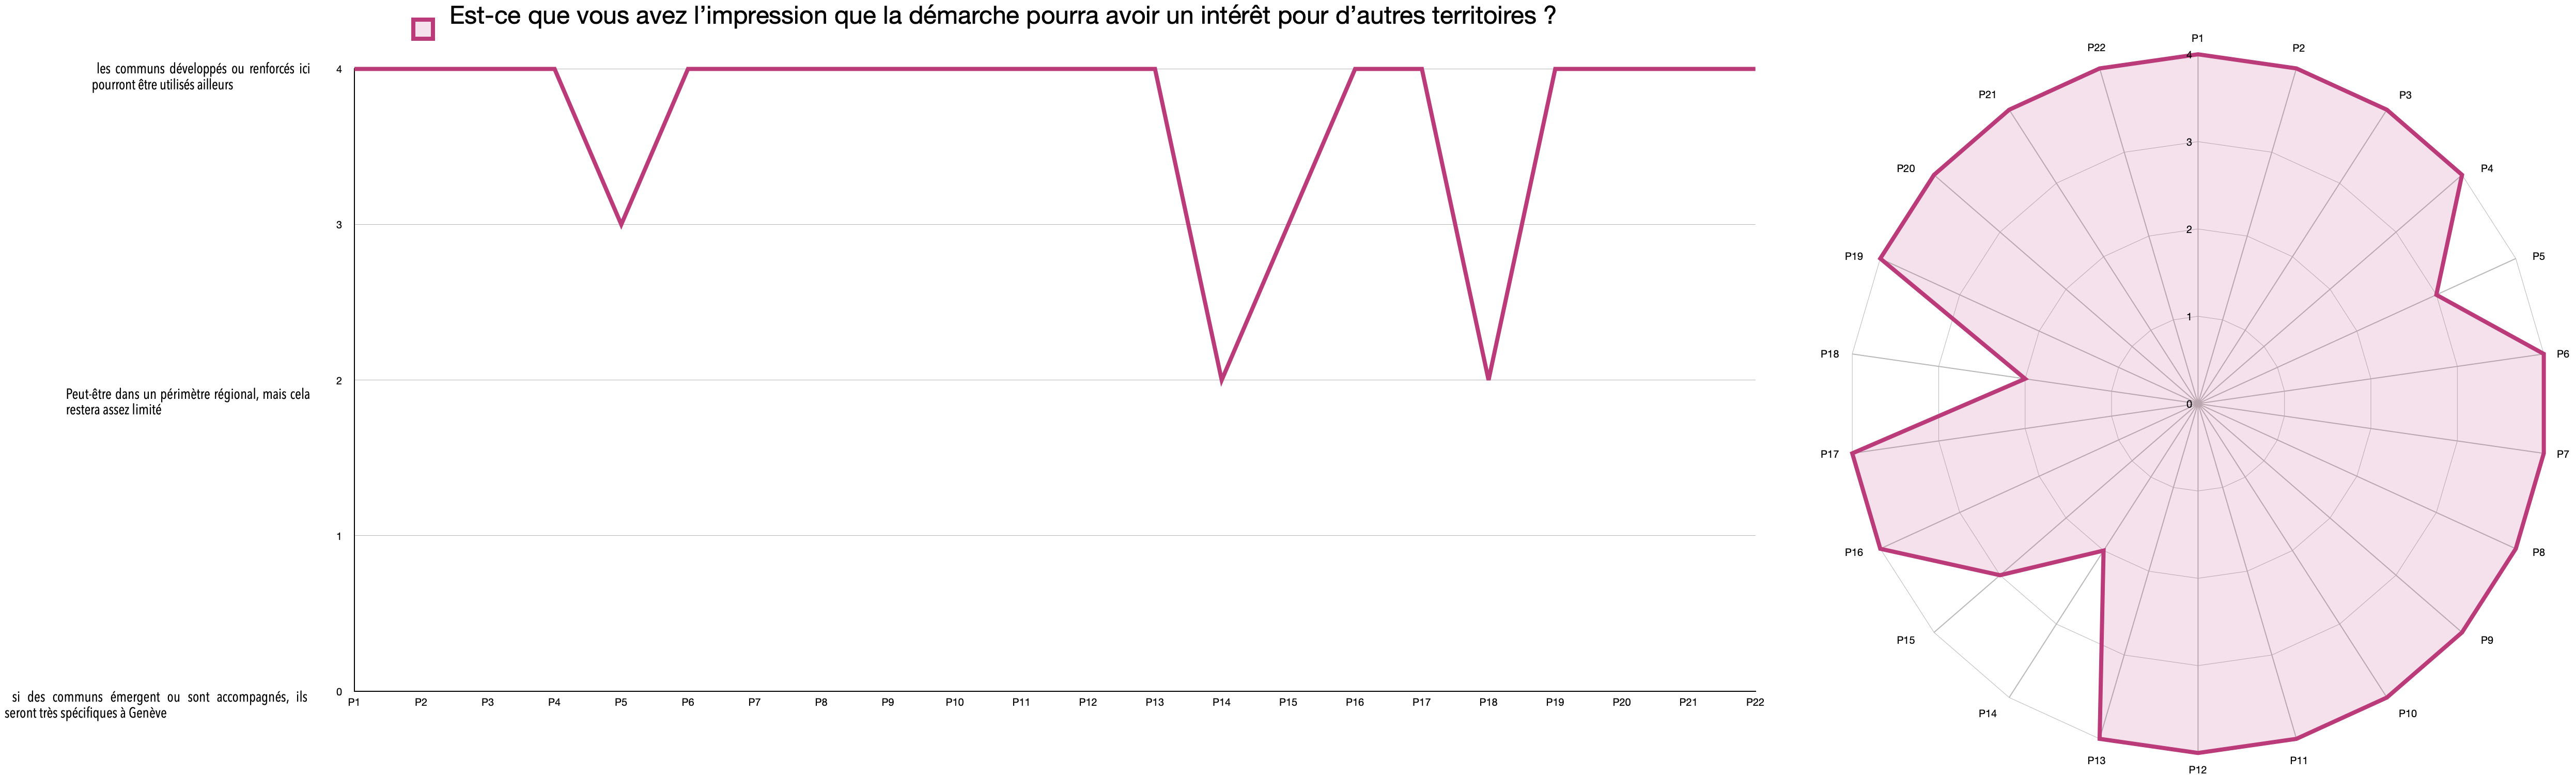 Est-ce que vous avez l’impression que la démarche pourra avoir un intérêt pour d’autres territoires ?
les communs développés ou renforcés ici
pourront être utilisés ailleurs
Peut-être dans un périmètre régional, mais cela
restera assez limité
si des communs émergent ou sont accompagnés, ils
seront très spécifiques à Genève
4
3
2
1
0
P1 P2 P3 P4 P5 P6 P7 P8 P9 P10 P11 P12 P13 P14 P15 P16 P17 P18 P19 P20 P21 P22
P1
P2
P3
P4
P5
P6
P7
P8
P9
P10
P11
P12
P13
P14
P15
P16
P17
P18
P19
P20
P21
P22
4
3
2
1
0